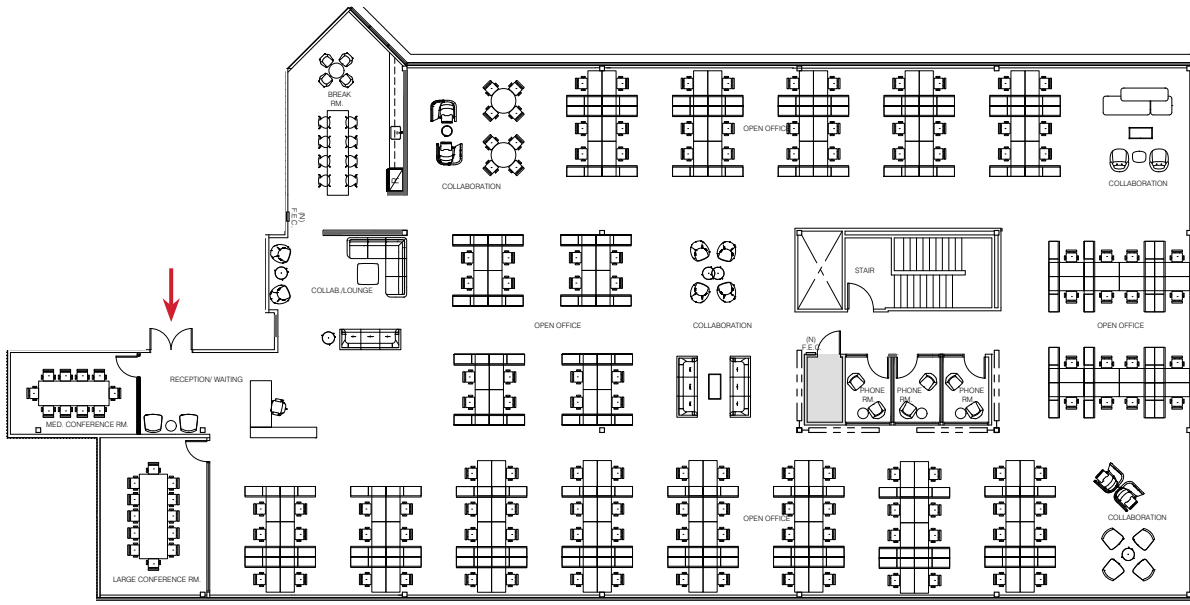 BREAK
RM.
OPEN OFFICE
COLLABORATION
COLLABORATION
(N)
F.E.C.
STAIR
COLLAB./LOUNGE
OPEN OFFICE
COLLABORATION
OPEN OFFICE
(N)
F.E.C.
RECEPTION/ WAITING
PHONE
RM.
PHONE
RM.
PHONE
RM.
MED. CONFERENCE RM.
OPEN OFFICE
COLLABORATION
LARGE CONFERENCE RM.